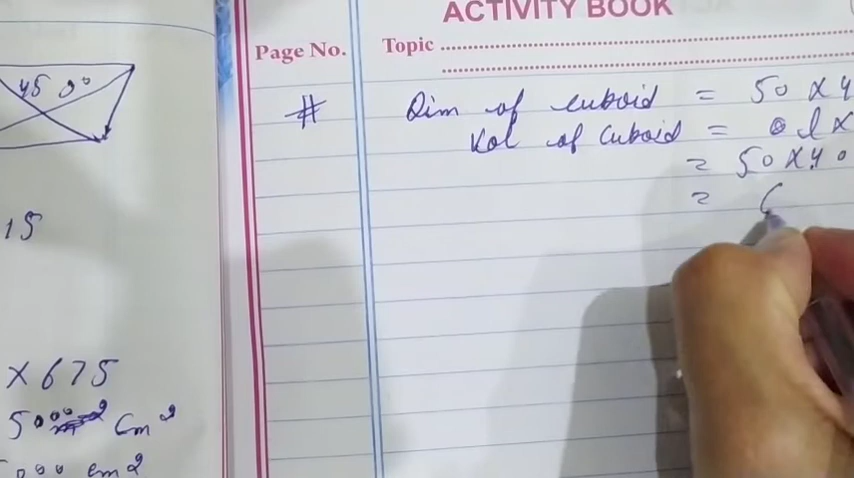 ACTIVITY BOOK
Page No. Topic
45 0°
# Dim of cuboid = 50 X 4
Vol of Cuboid = l X
= 50 X 40
= 6
15
X 675
cm²
000 cm²